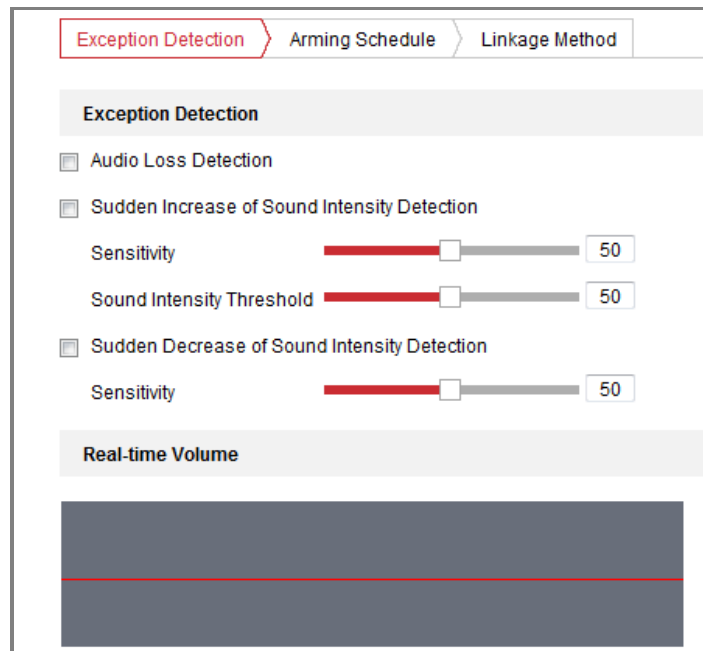 Exception Detection Arming Schedule Linkage Method
Exception Detection
Audio Loss Detection
Sudden Increase of Sound Intensity Detection
Sensitivity 50
Sound Intensity Threshold 50
Sudden Decrease of Sound Intensity Detection
Sensitivity 50
Real-time Volume